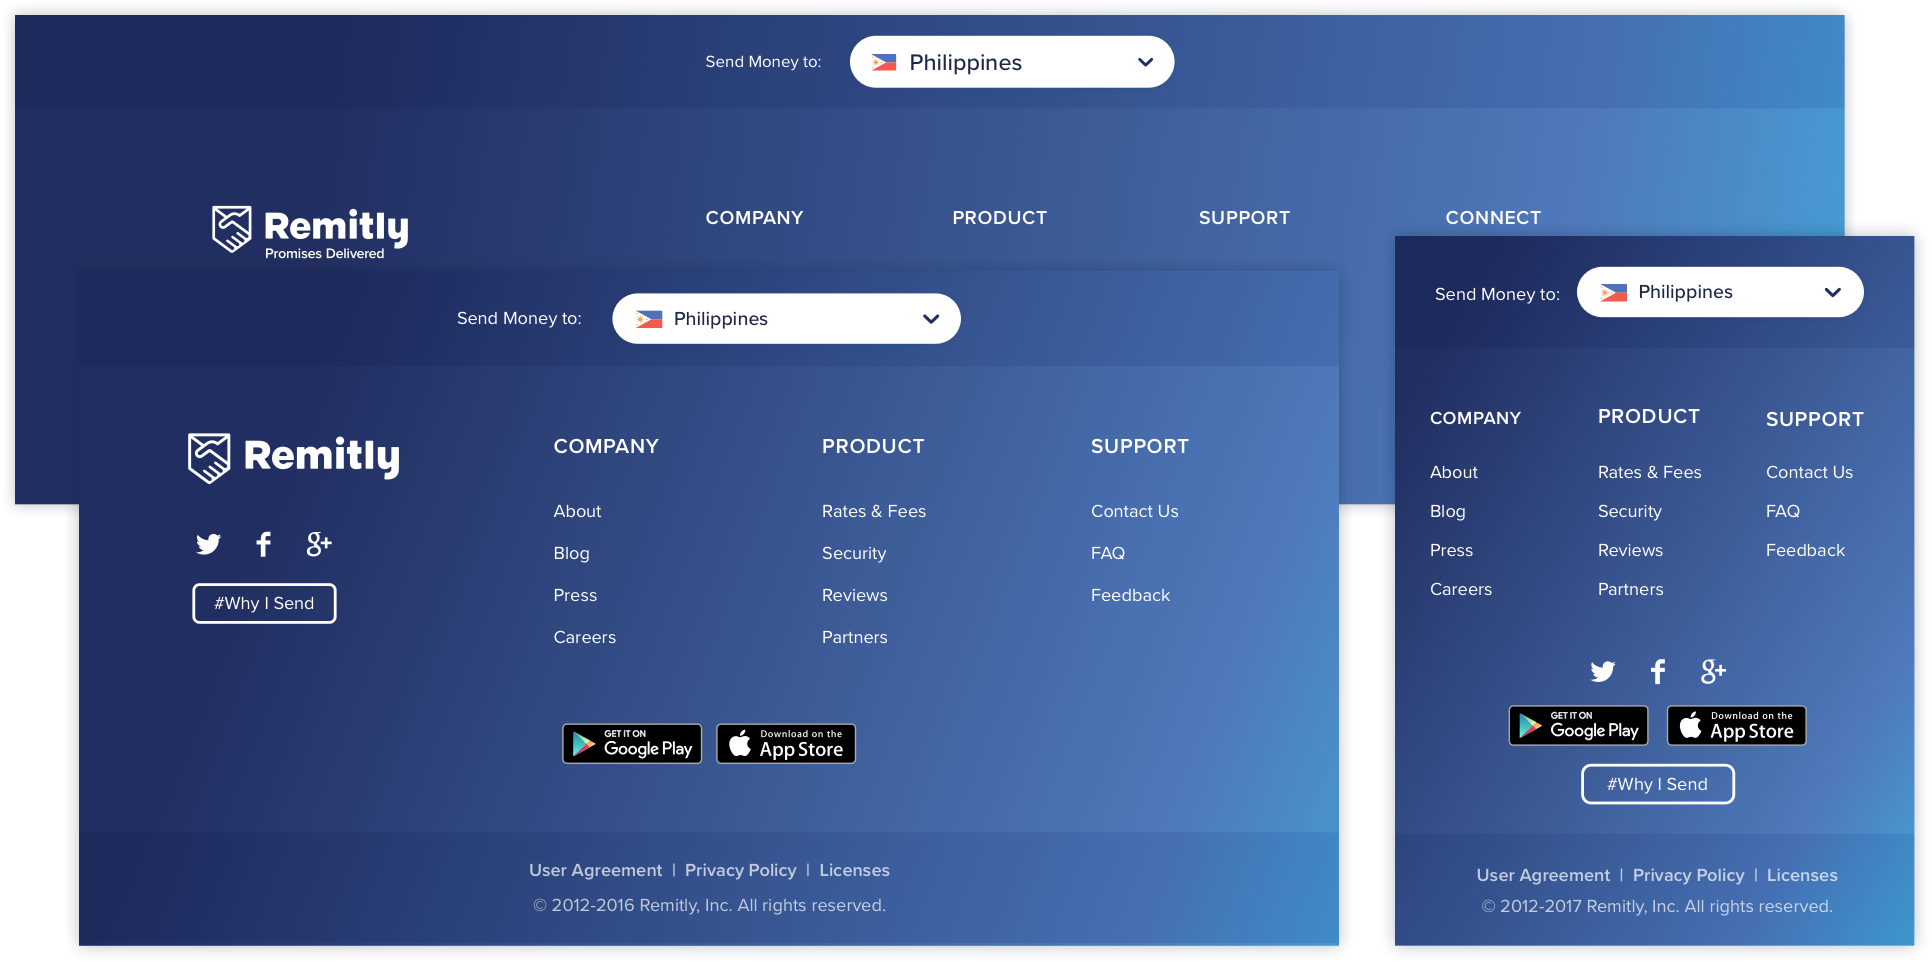 Send Money to: Philippines
Remitly
Promises Delivered
COMPANY PRODUCT SUPPORT CONNECT
Send Money to: Philippines
Remitly
COMPANY PRODUCT SUPPORT
About Rates & Fees Contact Us
Blog Security FAQ
Press Reviews Feedback
Careers Partners
#Why I Send
GET IT ON Google Play Download on the App Store
User Agreement | Privacy Policy | Licenses
© 2012-2016 Remitly, Inc. All rights reserved.
Send Money to: Philippines
COMPANY PRODUCT SUPPORT
About Rates & Fees Contact Us
Blog Security FAQ
Press Reviews Feedback
Careers Partners
GET IT ON Google Play Download on the App Store
#Why I Send
User Agreement | Privacy Policy | Licenses
© 2012-2017 Remitly, Inc. All rights reserved.